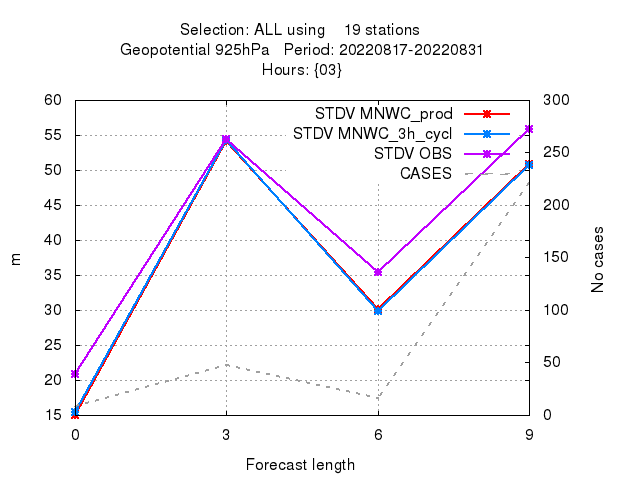 Selection: ALL using    19 stations
Geopotential 925hPa   Period: 20220817-20220831
Hours: {03}
STDV MNWC_prod
STDV MNWC_3h_cycl
STDV OBS
CASES
60
55
50
45
40
35
30
25
20
15
m
300
250
200
150
100
50
0
No cases
0
3
6
9
Forecast length